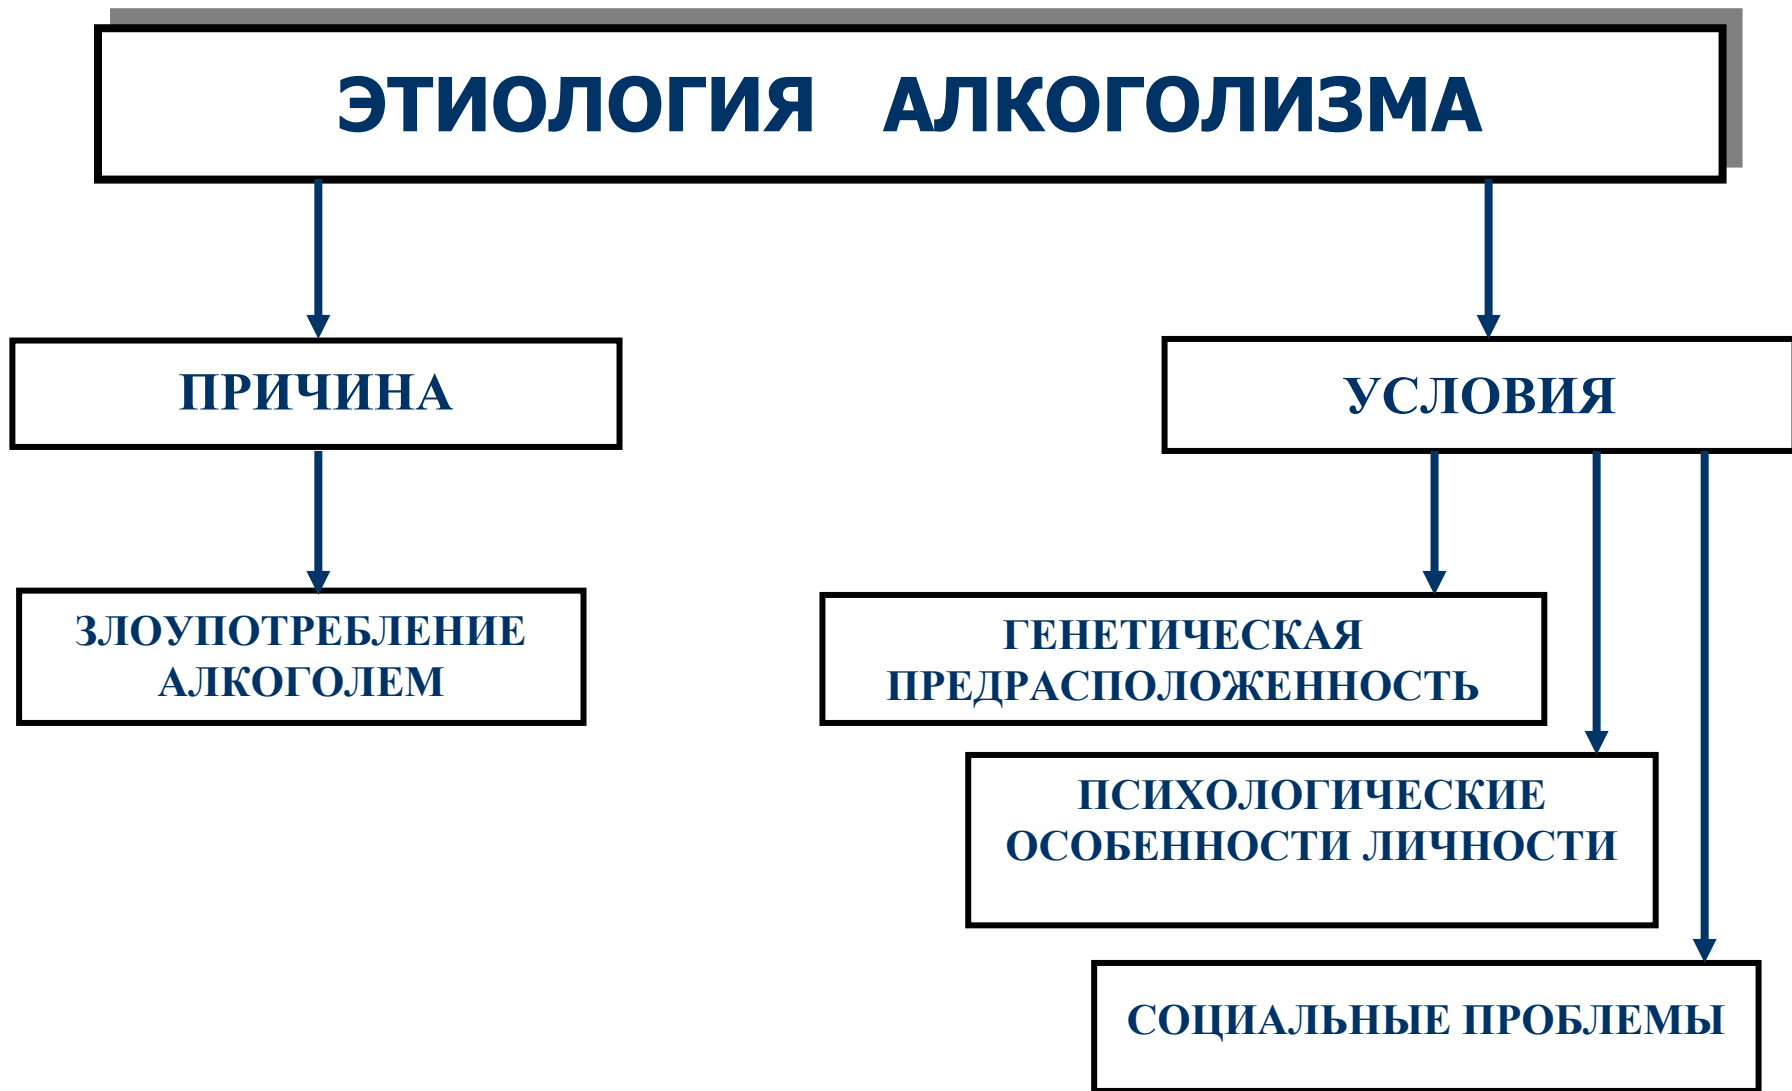 ЭТИОЛОГИЯ АЛКОГОЛИЗМА
ПРИЧИНА
УСЛОВИЯ
ЗЛОУПОТРЕБЛЕНИЕ
АЛКОГОЛЕМ
ГЕНЕТИЧЕСКАЯ
ПРЕДРАСПОЛОЖЕННОСТЬ
ПСИХОЛОГИЧЕСКИЕ
ОСОБЕННОСТИ ЛИЧНОСТИ
СОЦИАЛЬНЫЕ ПРОБЛЕМЫ